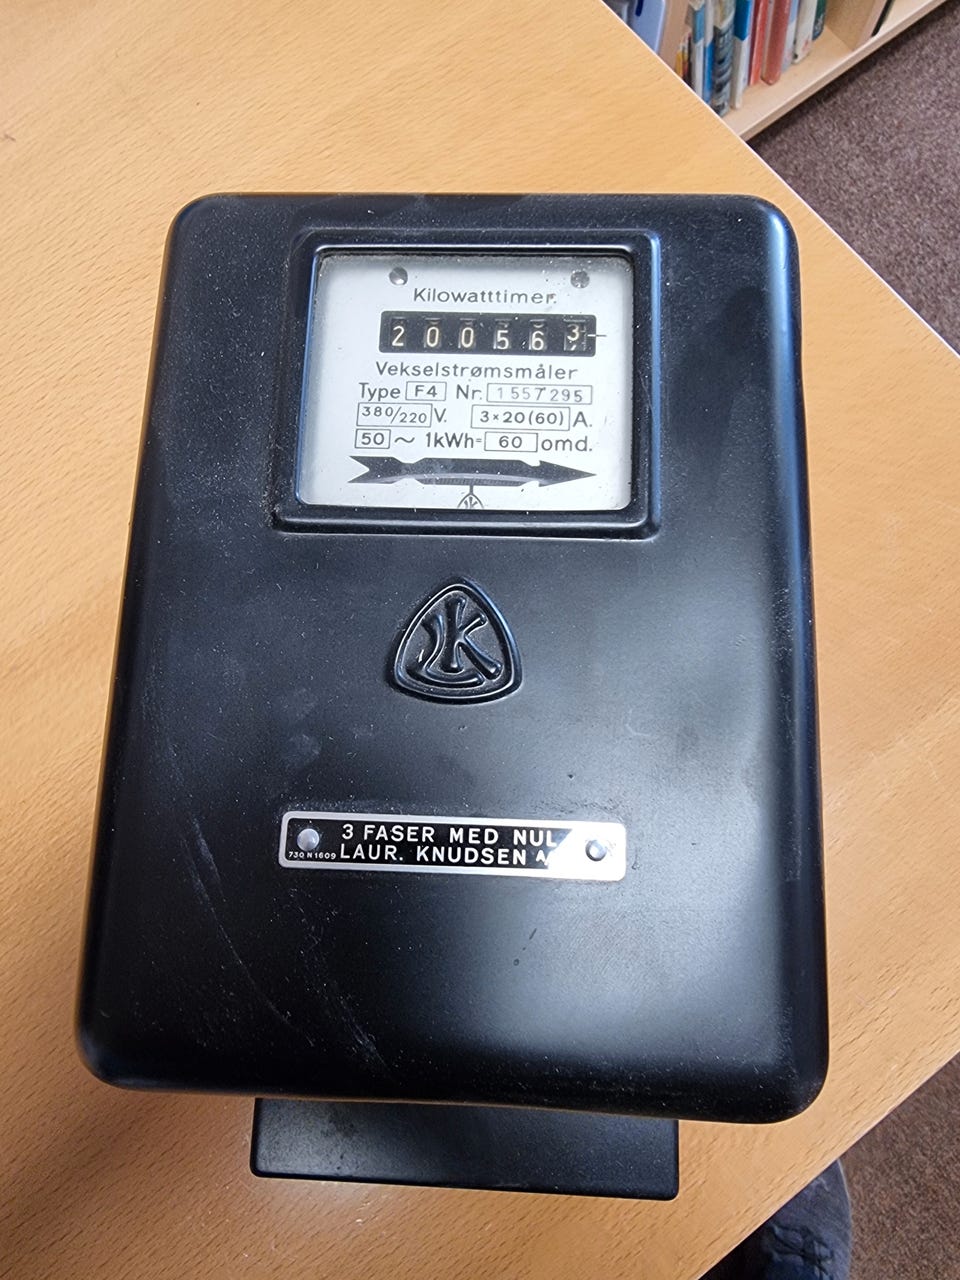 Kilowatttimer.
200563
Vekselstrømsmåler
Type F4 Nr. 1557295
380/220 V. 3×20(60) A.
50 ~ 1kWh= 60 omd.
K
3 FASER MED NUL
730 N1609 LAUR. KNUDSEN